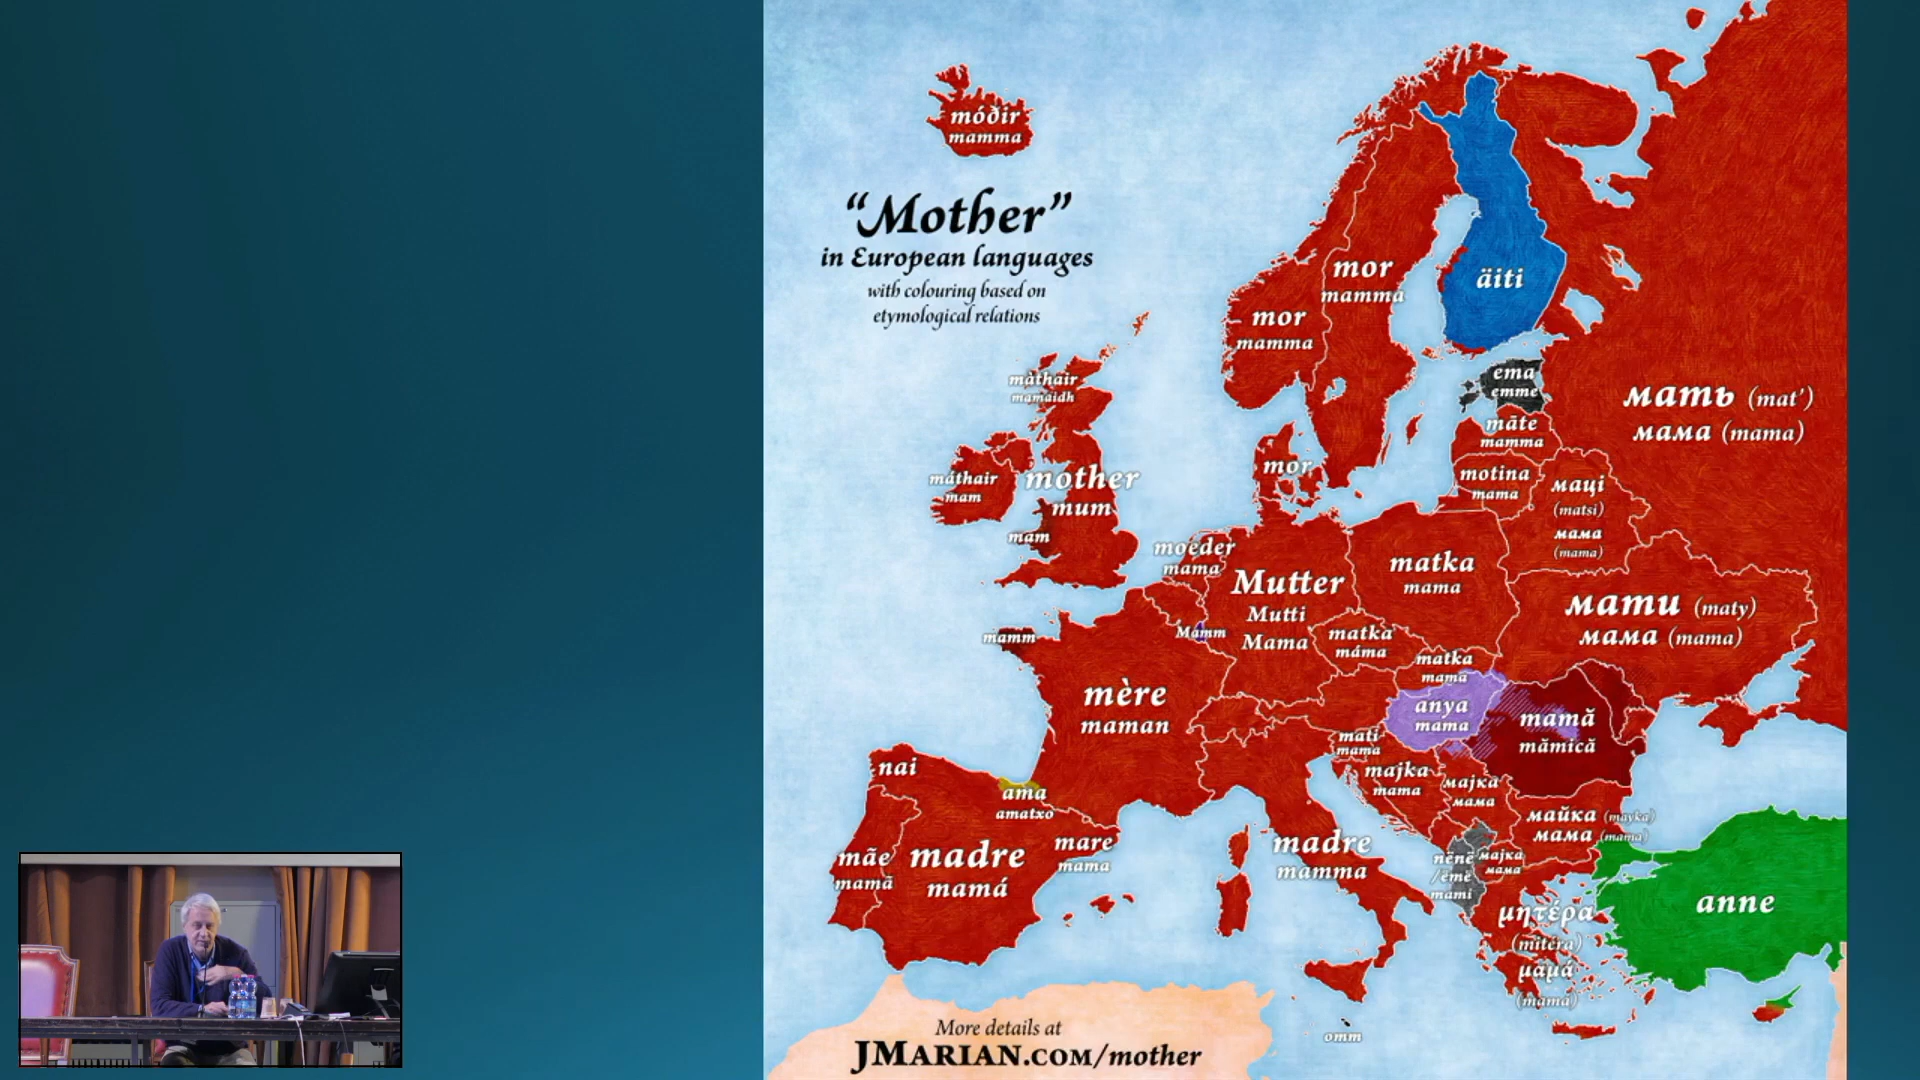 móðir
mamma
“Mother”
in European languages
with colouring based on
etymological relations
mor
mamma
mor
mamma
äiti
ema
emme
мать (mat’)
мама (mama)
màthair
mamaidh
māte
mamma
máthair
mam
mother
mum
mam
mor
motina
mama
маці
(matsi)
мама
(mama)
moeder
mama
Mutter
Mutti
Mama
matka
mama
мати (maty)
мама (mama)
mamm
Mamm
matka
máma
matka
mama
mère
maman
anya
mama
mamă
mămică
mati
mama
majka
mama
мајка
мама
мајка
мама
майка (mayka)
мама (mama)
nai
ama
amatxo
mãe
mamã
madre
mamá
mare
mama
madre
mamma
nënë
/ëmë
mami
μητέρα
(mitéra)
μαμά
(mamá)
anne
omm
More details at
JMARIAN.COM/mother